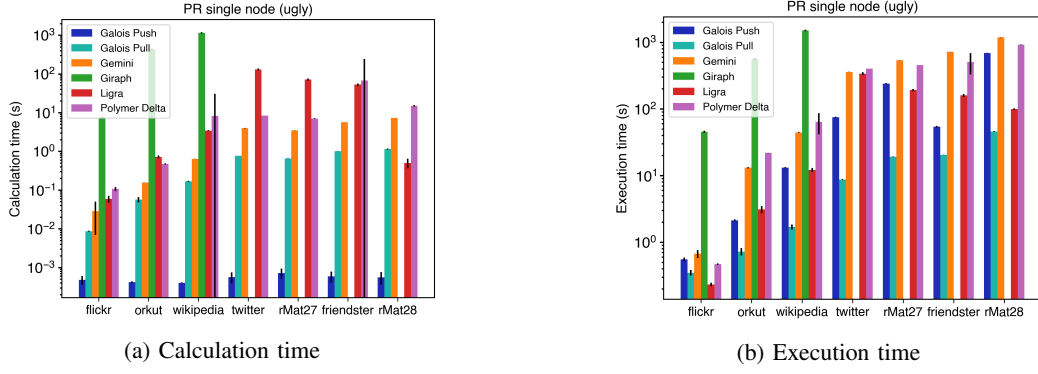 PR single node (ugly)
Calculation time (s)
10³
10²
10¹
10⁰
10⁻¹
10⁻²
10⁻³
Galois Push
Galois Pull
Gemini
Giraph
Ligra
Polymer Delta
flickr orkut wikipedia twitter rMat27 friendster rMat28
(a) Calculation time
PR single node (ugly)
Execution time (s)
10³
10²
10¹
10⁰
Galois Push
Galois Pull
Gemini
Giraph
Ligra
Polymer Delta
flickr orkut wikipedia twitter rMat27 friendster rMat28
(b) Execution time